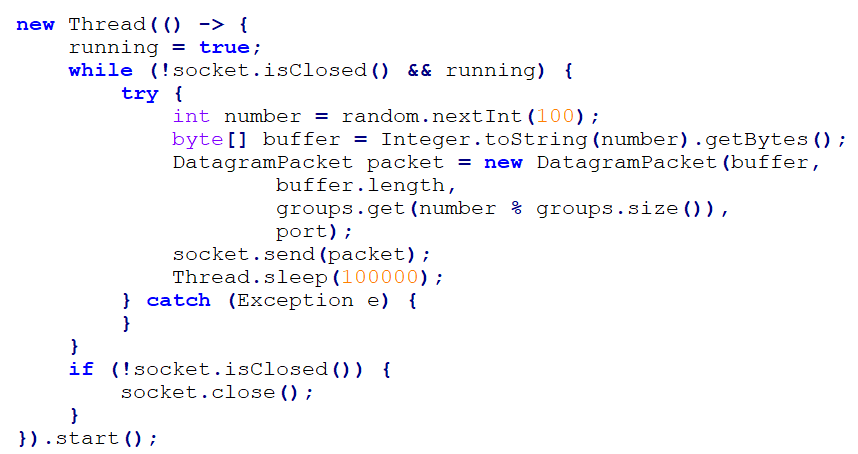 new Thread(() -> {
    running = true;
    while (!socket.isClosed() && running) {
        try {
            int number = random.nextInt(100);
            byte[] buffer = Integer.toString(number).getBytes();
            DatagramPacket packet = new DatagramPacket(buffer,
                    buffer.length,
                    groups.get(number % groups.size()),
                    port);
            socket.send(packet);
            Thread.sleep(100000);
        } catch (Exception e) {
        }
    }
    if (!socket.isClosed()) {
        socket.close();
    }
}).start();